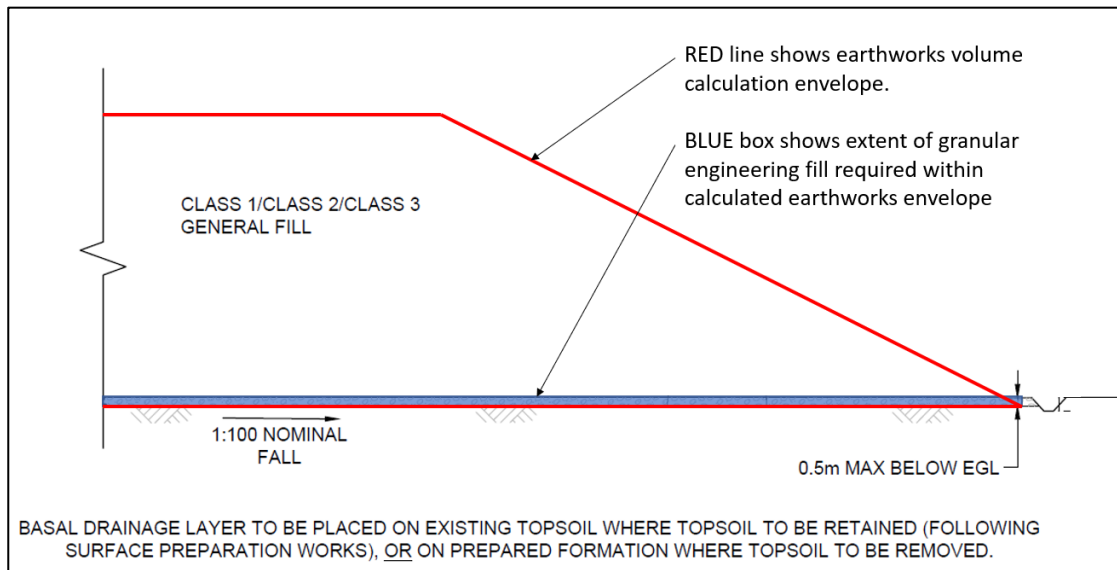 RED line shows earthworks volume
calculation envelope.
BLUE box shows extent of granular
engineering fill required within
calculated earthworks envelope
CLASS 1/CLASS 2/CLASS 3
GENERAL FILL
1:100 NOMINAL
FALL
0.5m MAX BELOW EGL
BASAL DRAINAGE LAYER TO BE PLACED ON EXISTING TOPSOIL WHERE TOPSOIL TO BE RETAINED (FOLLOWING
SURFACE PREPARATION WORKS), OR ON PREPARED FORMATION WHERE TOPSOIL TO BE REMOVED.